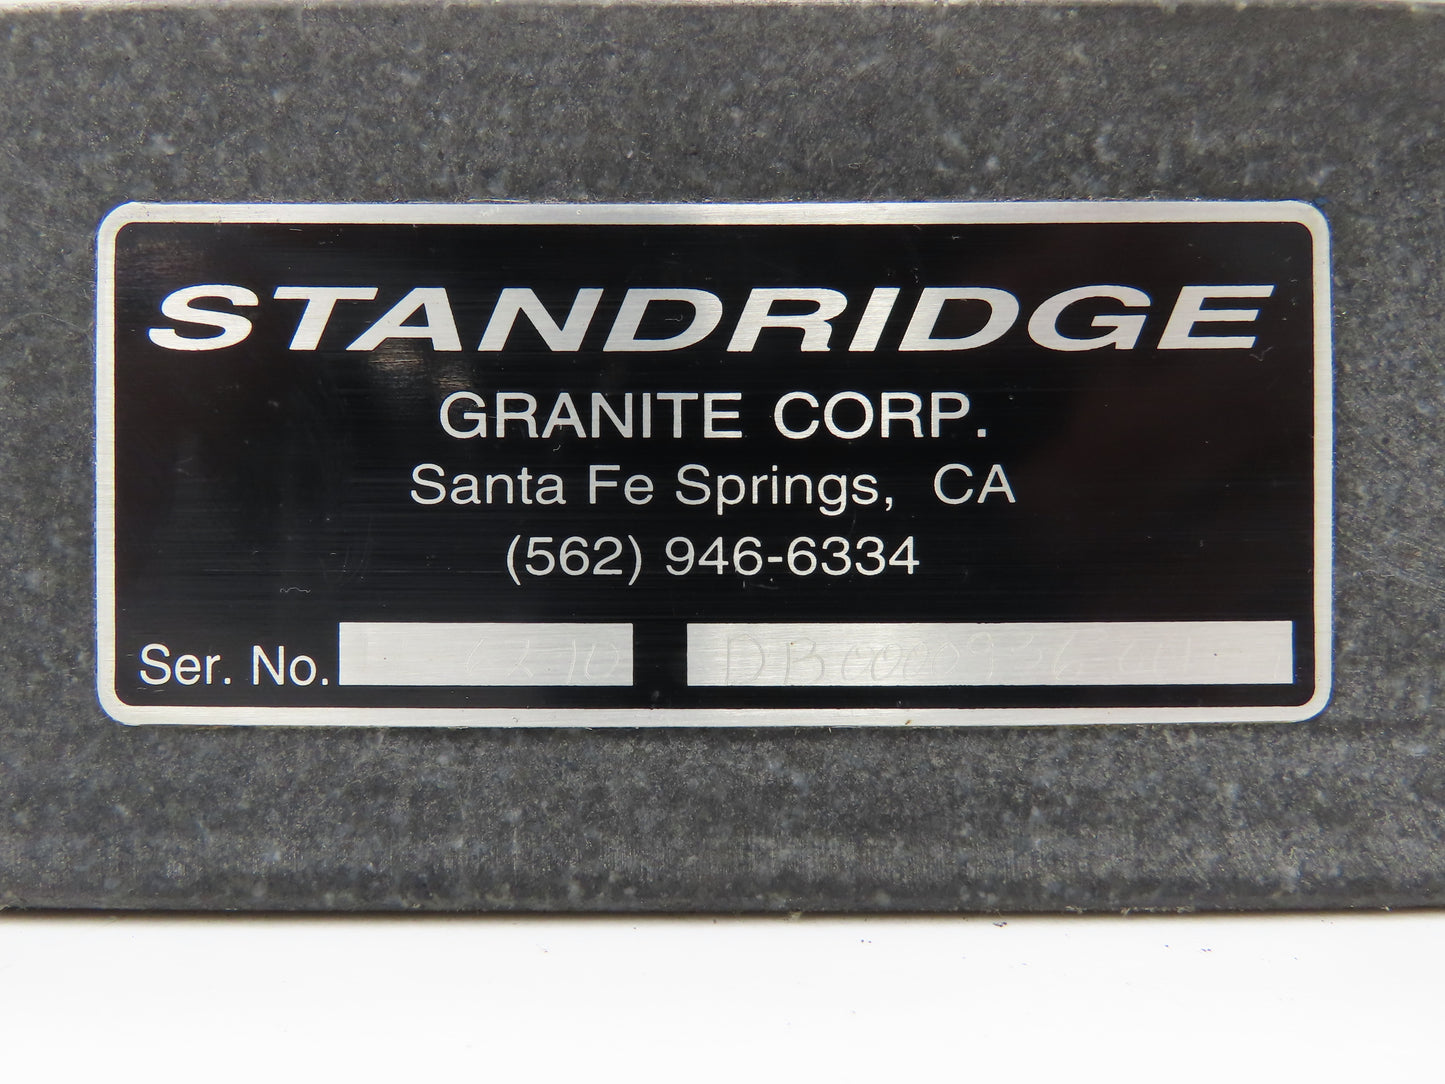 STANDRIDGE
GRANITE CORP.
Santa Fe Springs, CA
(562) 946-6334
Ser. No.